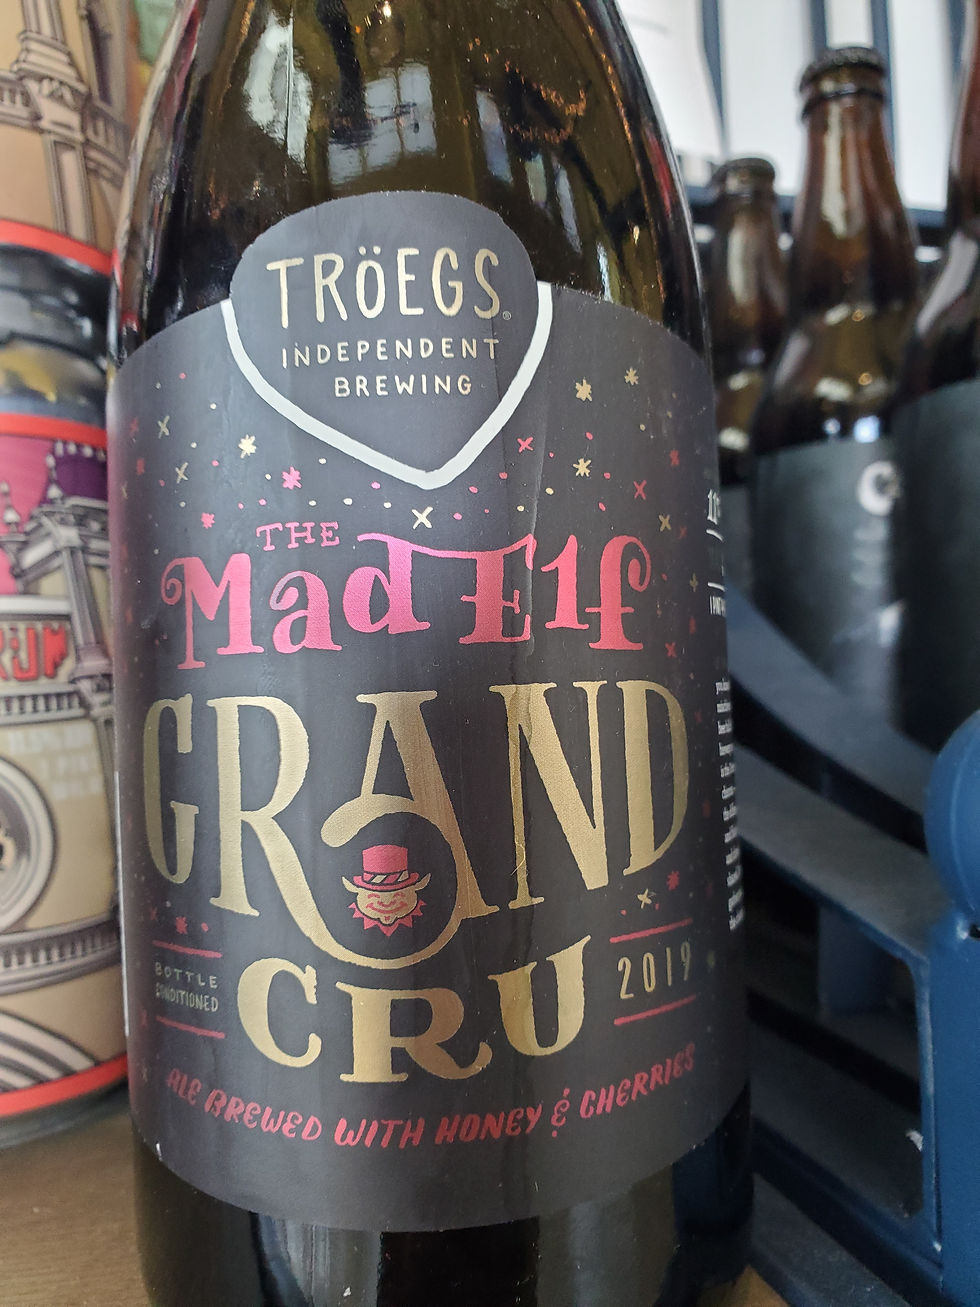 TRÖEGS®
INDEPENDENT
BREWING
THE
Mad Elf
GRAND
CRU
BOTTLE
CONDITIONED
2019
ALE BREWED WITH HONEY & CHERRIES